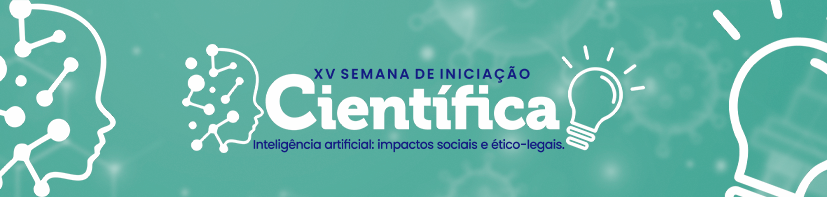 XV SEMANA DE INICIAÇÃO
Científica
Inteligência artificial: impactos sociais e ético-legais.